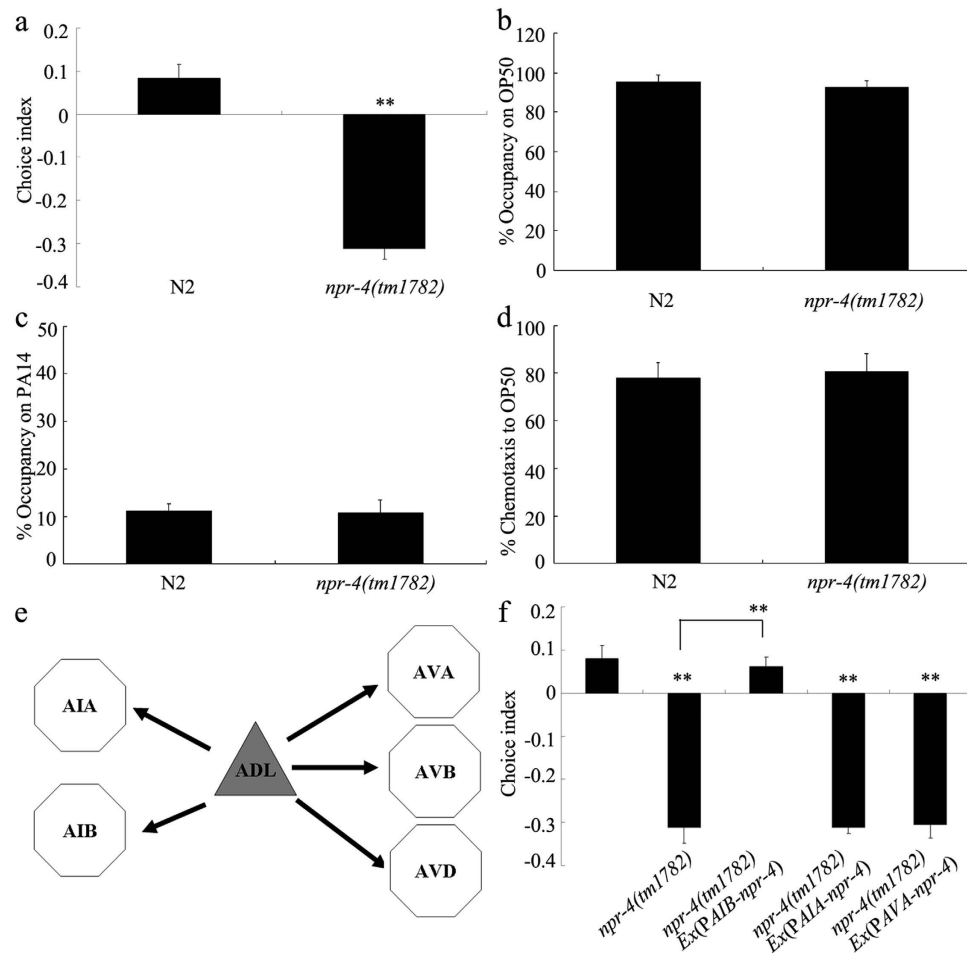 a
0.2
0.1
0
-0.1
-0.2
-0.3
-0.4
Choice index
**
N2
npr-4(tm1782)
b
120
100
80
60
40
20
0
% Occupancy on OP50
N2
npr-4(tm1782)
c
50
40
30
20
10
0
% Occupancy on PA14
N2
npr-4(tm1782)
d
100
80
60
40
20
0
% Chemotaxis to OP50
N2
npr-4(tm1782)
e
AIA
AIB
ADL
AVA
AVB
AVD
f
0.2
0.1
0
-0.1
-0.2
-0.3
-0.4
Choice index
**
**
**
**
npr-4(tm1782)
npr-4(tm1782)
Ex(PAIB-npr-4)
npr-4(tm1782)
Ex(PAIA-npr-4)
npr-4(tm1782)
Ex(PAVA-npr-4)